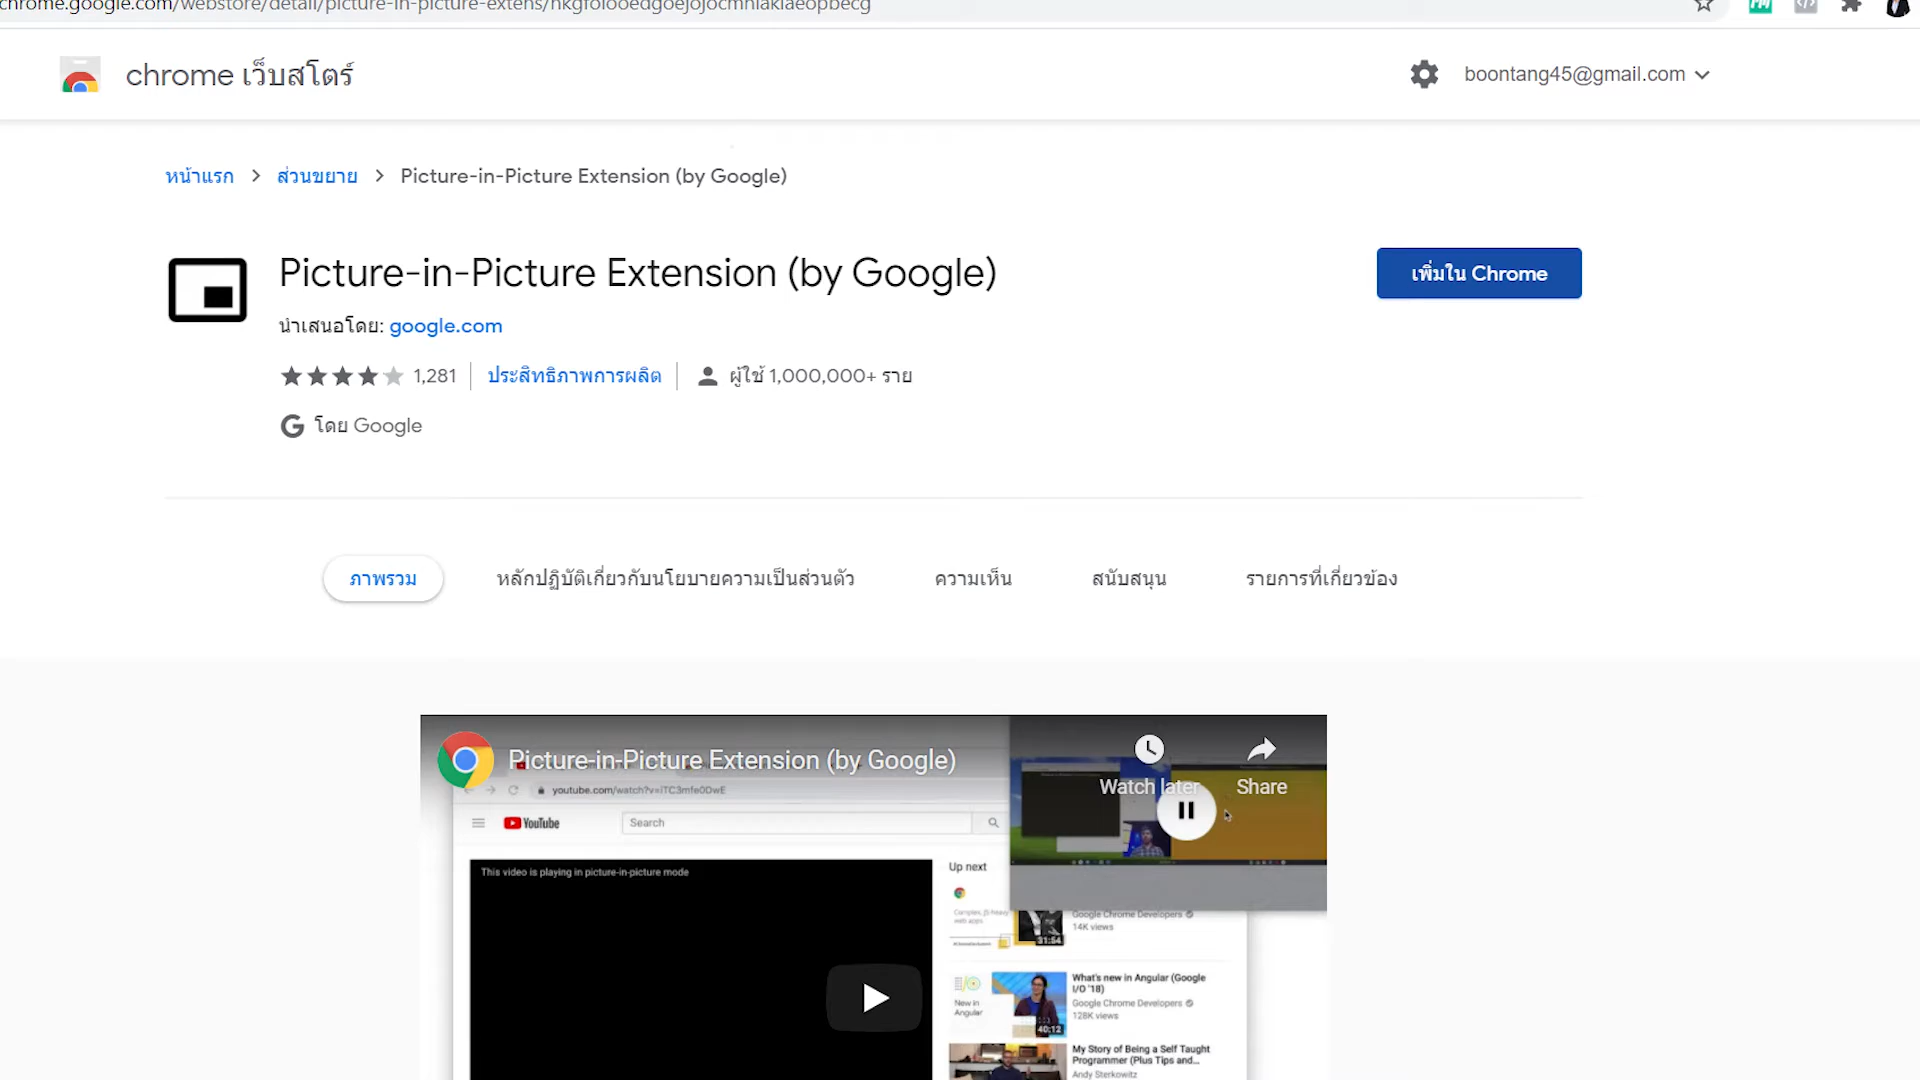 chrome.google.com/webstore/detail/picture-in-picture-extens/hkgfoiooedgoejojocmhlaklaeopbecg
chrome เว็บสโตร์
boontang45@gmail.com
หน้าแรก
ส่วนขยาย
Picture-in-Picture Extension (by Google)
Picture-in-Picture Extension (by Google)
เพิ่มใน Chrome
นำเสนอโดย: google.com
1,281
ประสิทธิภาพการผลิต
ผู้ใช้ 1,000,000+ ราย
โดย Google
ภาพรวม
หลักปฏิบัติเกี่ยวกับนโยบายความเป็นส่วนตัว
ความเห็น
สนับสนุน
รายการที่เกี่ยวข้อง
Picture-in-Picture Extension (by Google)
Watch later
Share
youtube.com/watch?v=iTC3mfe0DwE
YouTube
Search
This video is playing in picture-in-picture mode
Up next
Complex, JS-heavy
web apps
Google Chrome Developers
14K views
31:54
New in
Angular
What's new in Angular (Google
I/O '18)
Google Chrome Developers
128K views
40:12
My Story of Being a Self Taught
Programmer (Plus Tips and...
Andy Sterkowitz